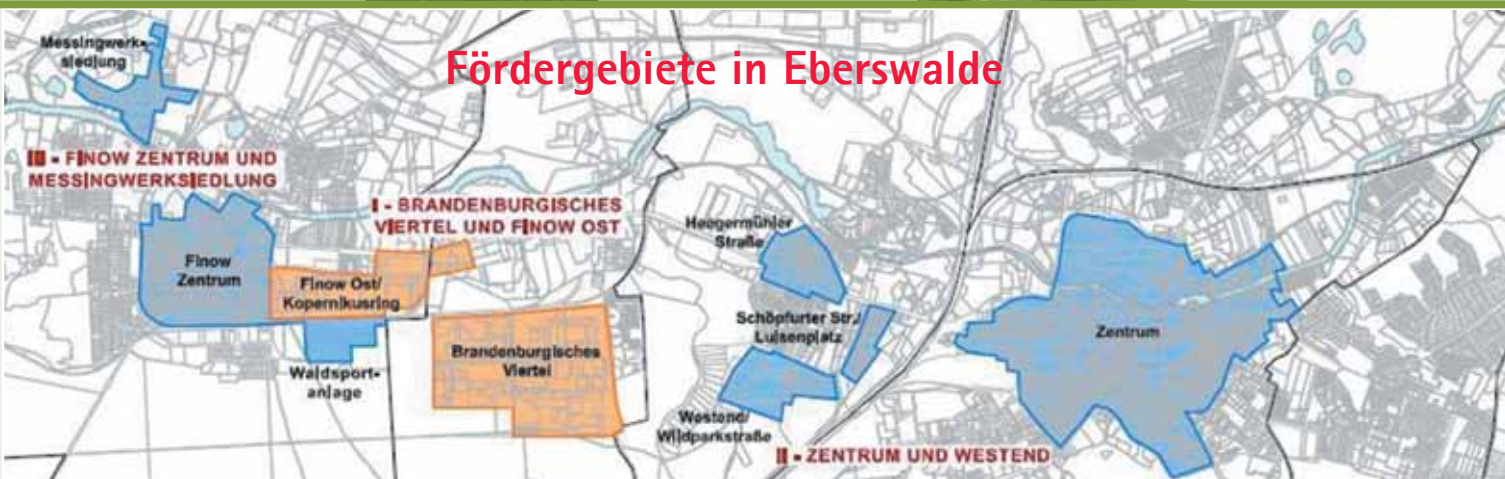 Fördergebiete in Eberswalde
Messingwerk-
siedlung
III - FINOW ZENTRUM UND
MESSINGWERKSIEDLUNG
I - BRANDENBURGISCHES
VIERTEL UND FINOW OST
Finow
Zentrum
Finow Ost/
Kopernikusring
Waldsport-
anlage
Brandenburgisches
Viertel
Heegermühler
Straße
Schöpfurter Str./
Luisenplatz
Westend/
Wildparkstraße
Zentrum
II - ZENTRUM UND WESTEND